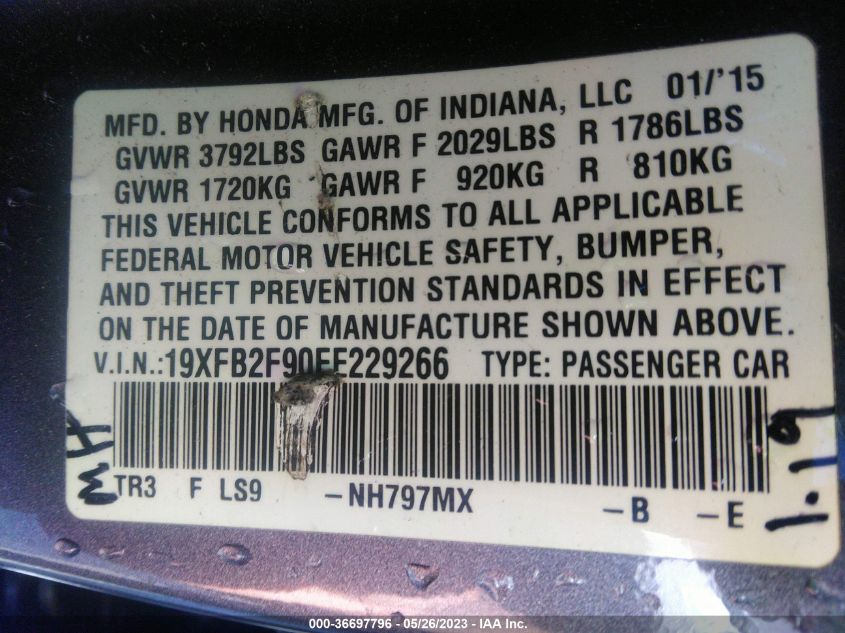 MFD. BY HONDA MFG. OF INDIANA, LLC 01/'15
GVWR 3792LBS GAWR F 2029LBS R 1786LBS
GVWR 1720KG GAWR F 920KG R 810KG
THIS VEHICLE CONFORMS TO ALL APPLICABLE
FEDERAL MOTOR VEHICLE SAFETY, BUMPER,
AND THEFT PREVENTION STANDARDS IN EFFECT
ON THE DATE OF MANUFACTURE SHOWN ABOVE.
V.I.N.:19XFB2F90FE229266 TYPE: PASSENGER CAR
TR3 F LS9 -NH797MX -B -E
000-36697796 - 05/26/2023 - IAA Inc.